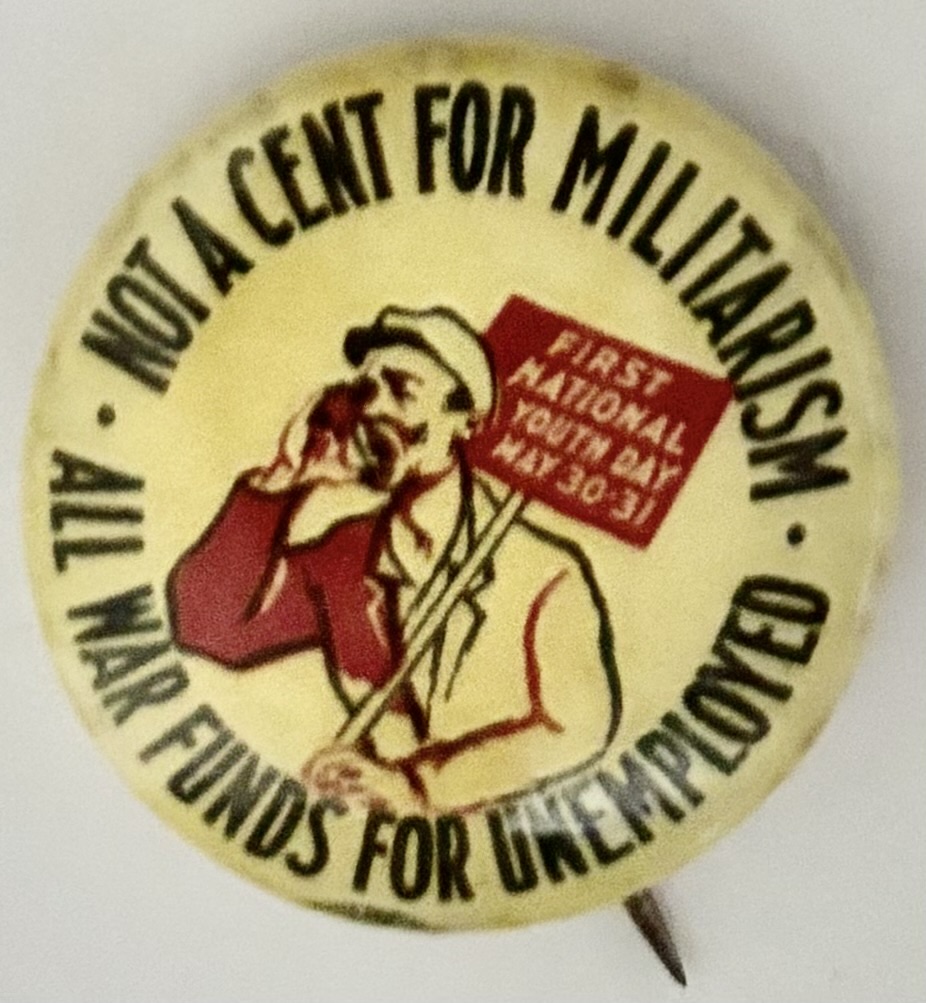 NOT A CENT FOR MILITARISM
FIRST
NATIONAL
YOUTH DAY
MAY 30-31
ALL WAR FUNDS FOR UNEMPLOYED